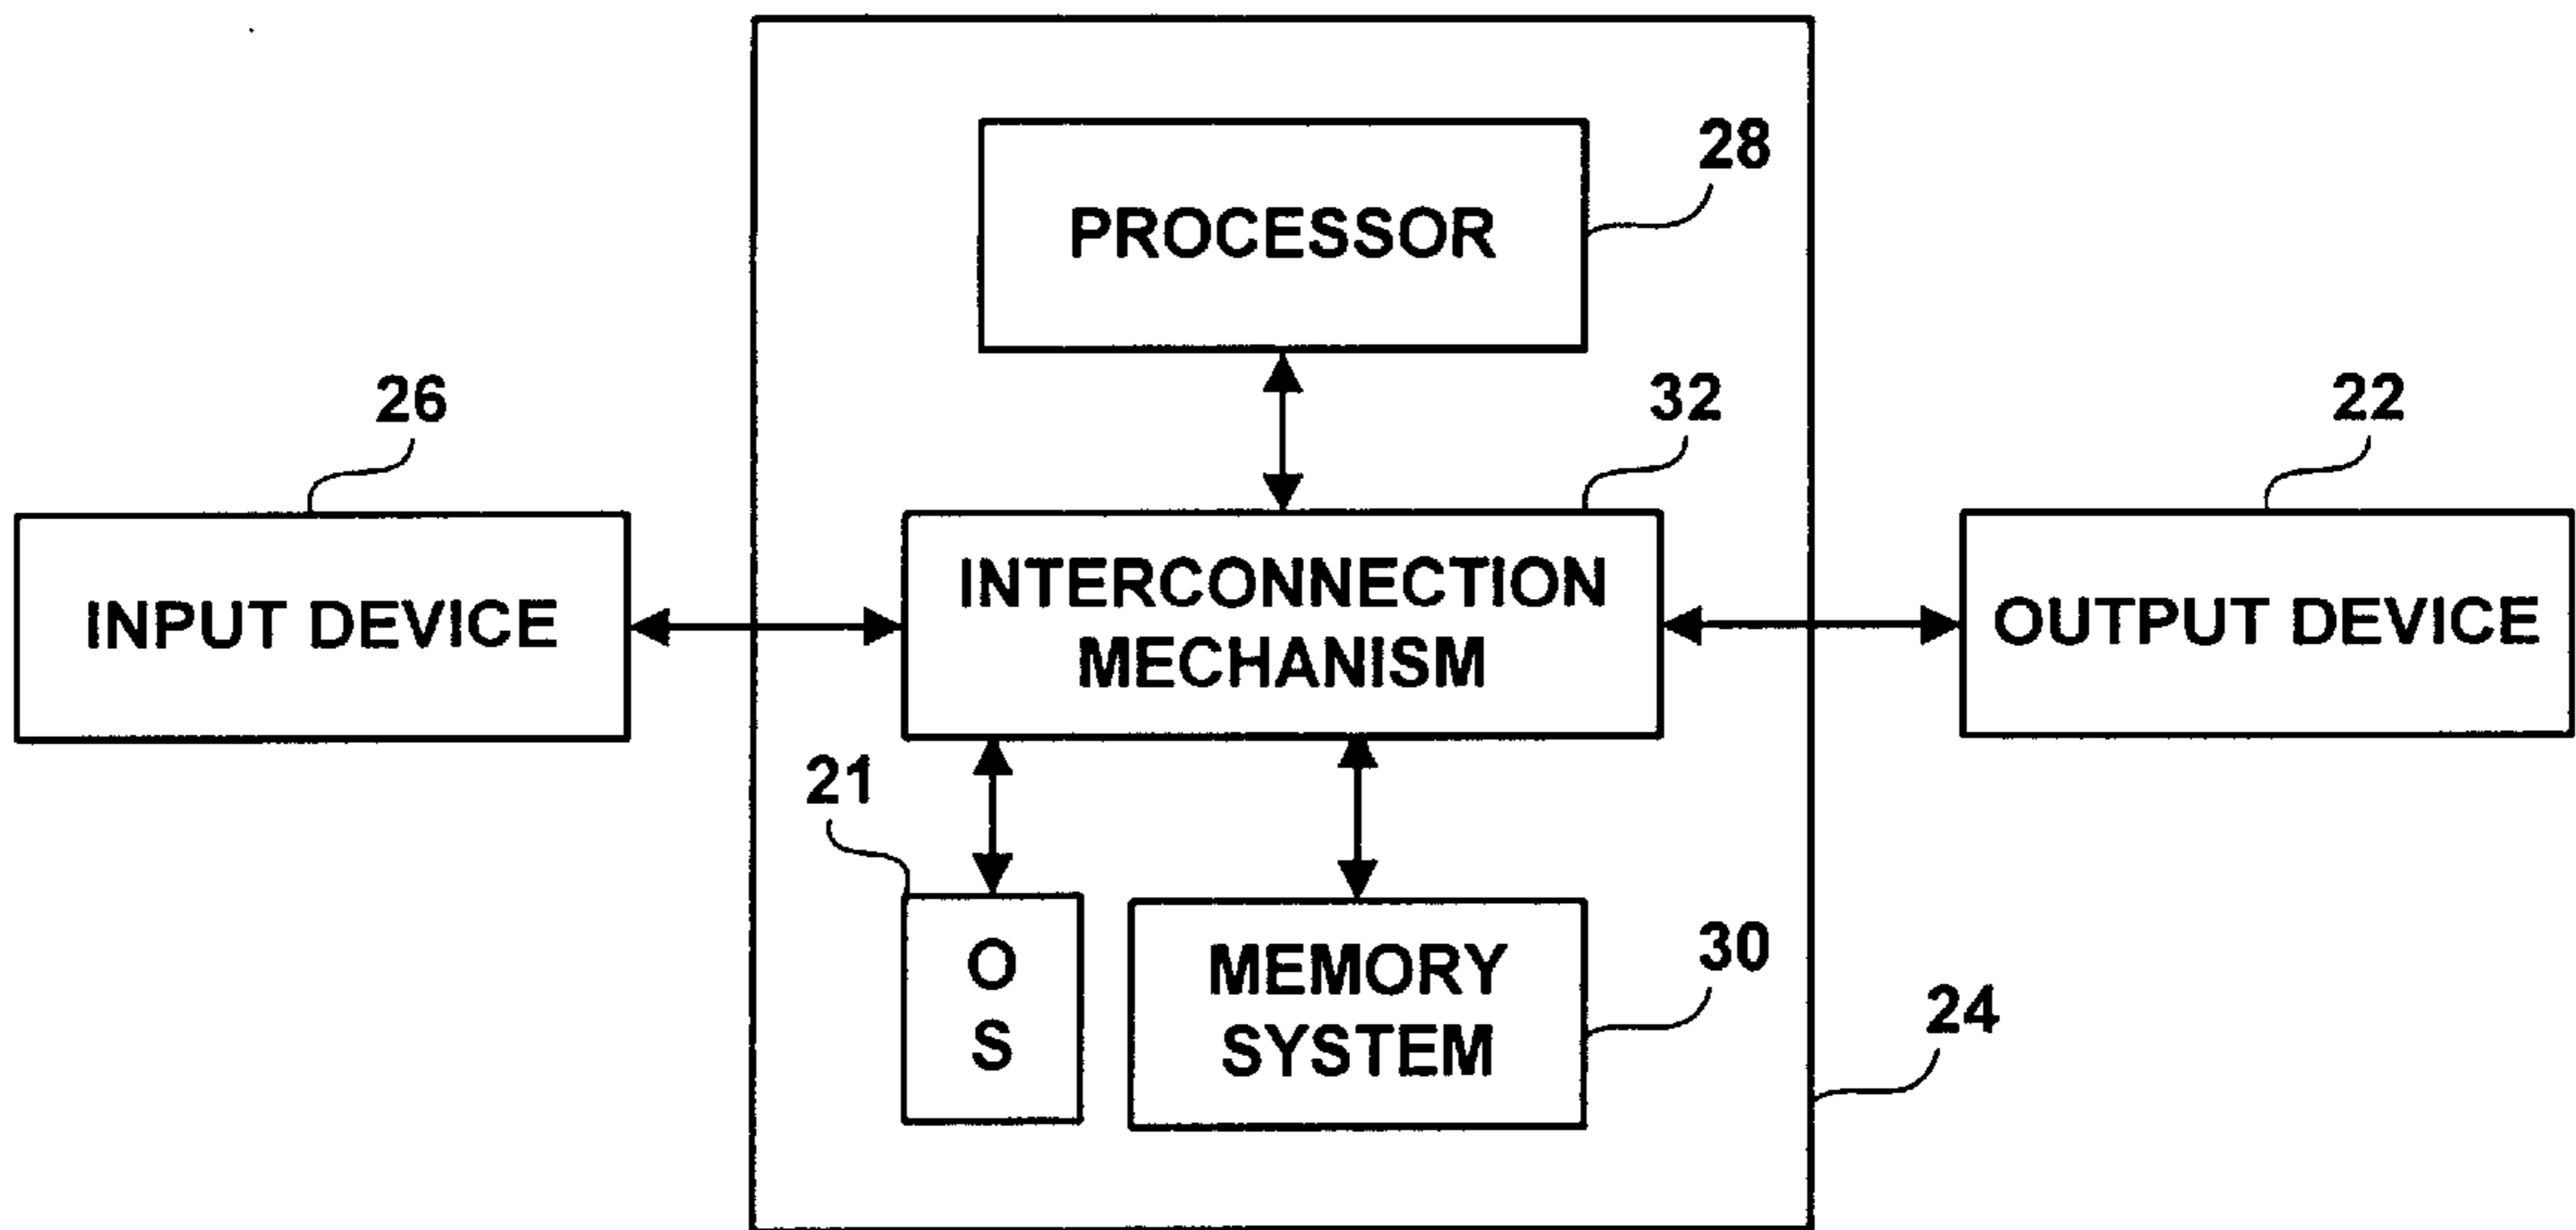 28
PROCESSOR
26
32
22
INPUT DEVICE
INTERCONNECTION
MECHANISM
OUTPUT DEVICE
21
O
S
MEMORY
SYSTEM
30
24